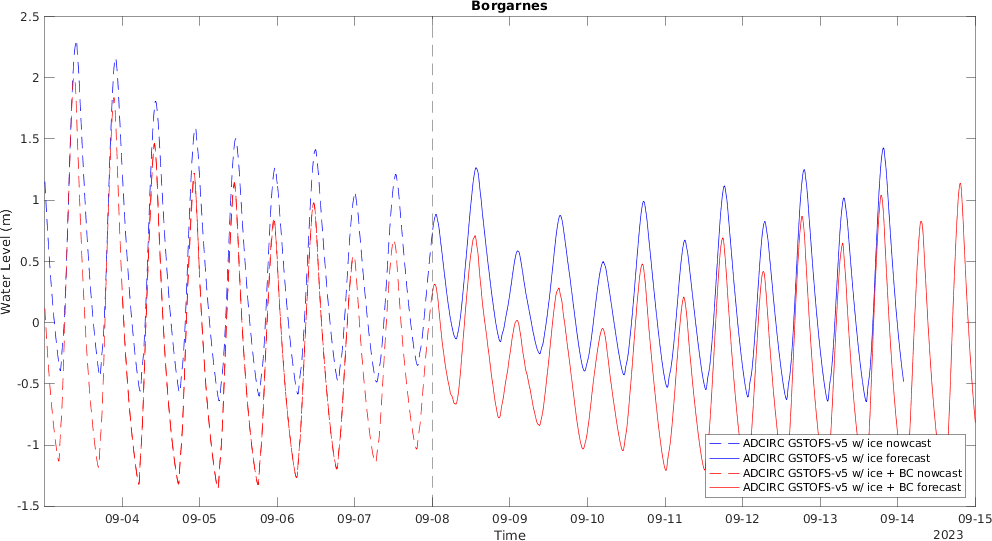 Borgarnes
Water Level (m)
2.5
2
1.5
1
0.5
0
-0.5
-1
-1.5
ADCIRC GSTOFS-v5 w/ ice nowcast
ADCIRC GSTOFS-v5 w/ ice forecast
ADCIRC GSTOFS-v5 w/ ice + BC nowcast
ADCIRC GSTOFS-v5 w/ ice + BC forecast
09-04 09-05 09-06 09-07 09-08 09-09 09-10 09-11 09-12 09-13 09-14 09-15
Time
2023